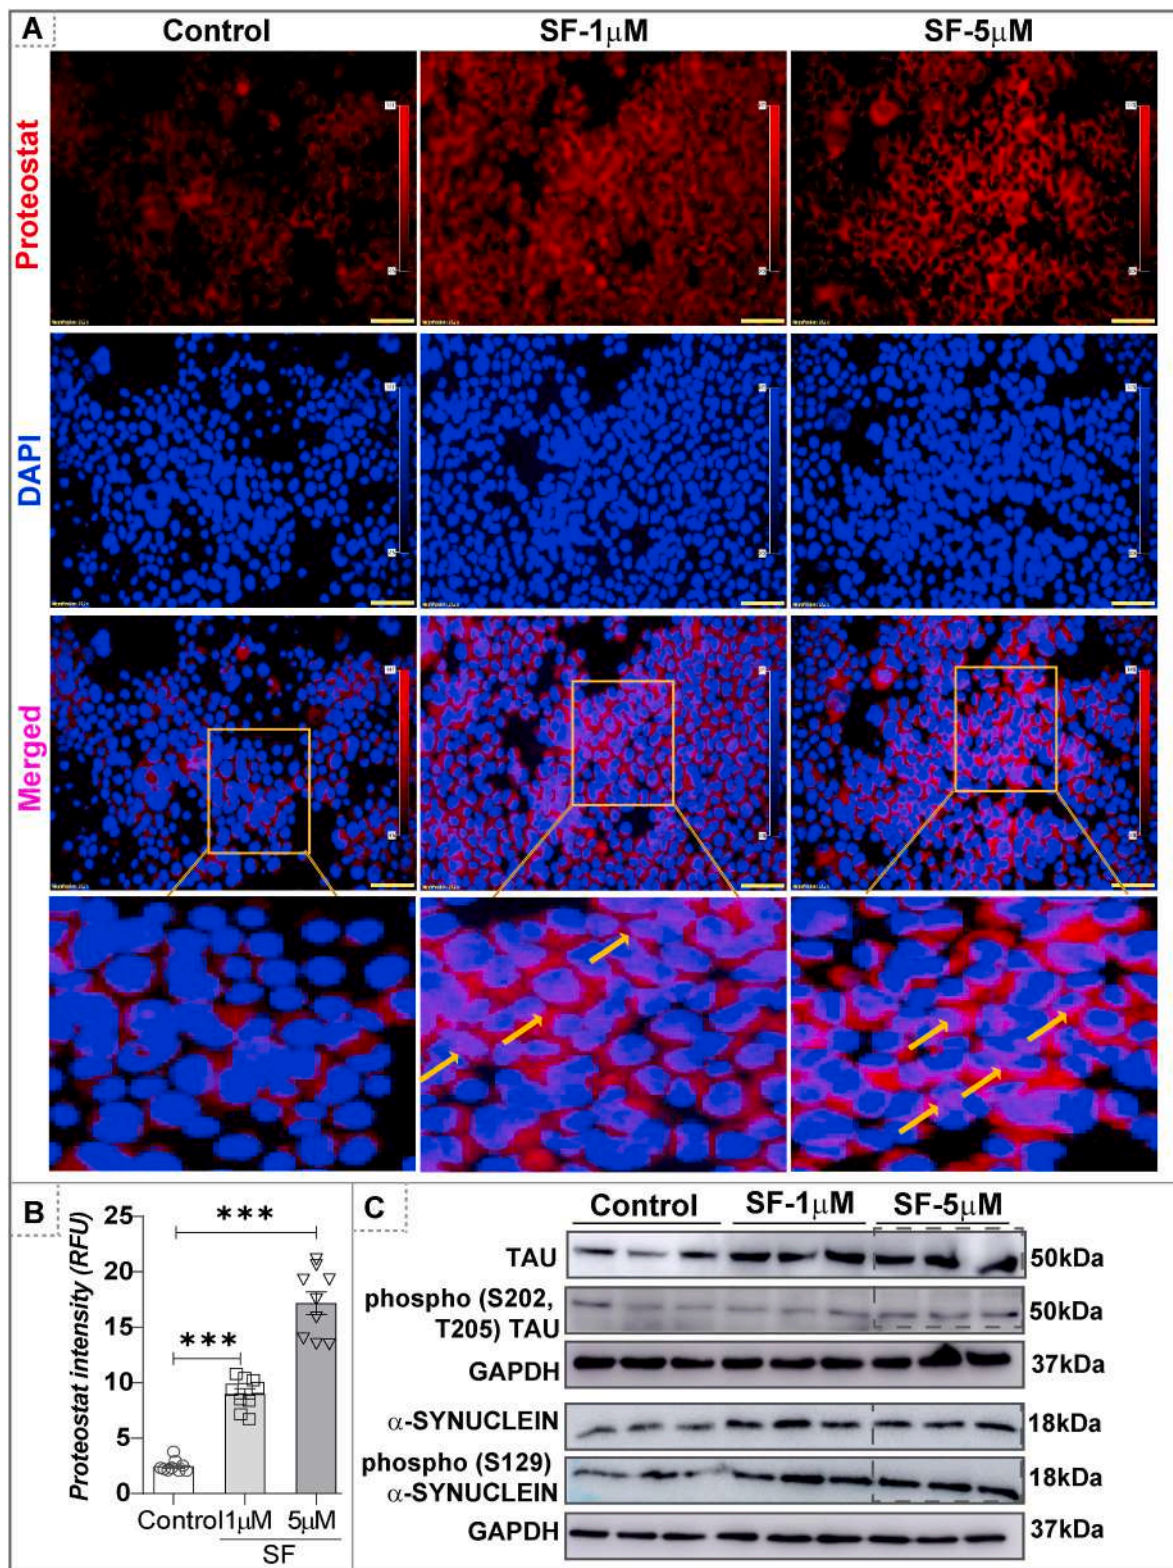 A
Control
SF-1μM
SF-5μM
Proteostat
DAPI
Merged
B
Proteostat intensity (RFU)
25
20
15
10
5
0
***
***
Control
1μM
5μM
SF
C
Control
SF-1μM
SF-5μM
TAU
50kDa
phospho (S202,
T205) TAU
50kDa
GAPDH
37kDa
α-SYNUCLEIN
18kDa
phospho (S129)
α-SYNUCLEIN
18kDa
GAPDH
37kDa